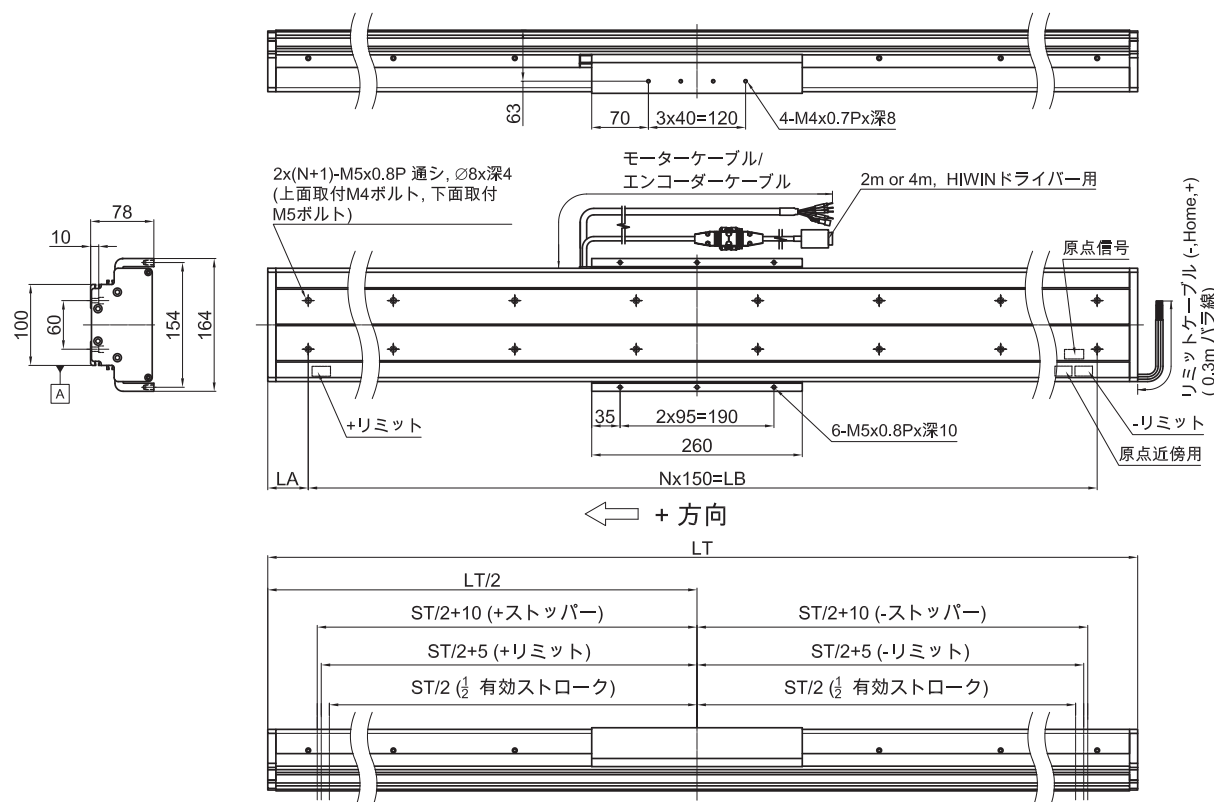 63
70
3x40=120
4-M4x0.7Px深8
2x(N+1)-M5x0.8P 通シ, Ø8x深4
(上面取付M4ボルト, 下面取付
M5ボルト)
モーターケーブル/
エンコーダーケーブル
2m or 4m, HIWINドライバー用
78
10
100
60
154
164
A
原点信号
リミットケーブル (-,Home,+)
( 0.3m バラ線)
+リミット
35
2x95=190
260
6-M5x0.8Px深10
-リミット
原点近傍用
LA
Nx150=LB
+ 方向
LT
LT/2
ST/2+10 (+ストッパー)
ST/2+10 (-ストッパー)
ST/2+5 (+リミット)
ST/2+5 (-リミット)
ST/2 (½ 有効ストローク)
ST/2 (½ 有効ストローク)